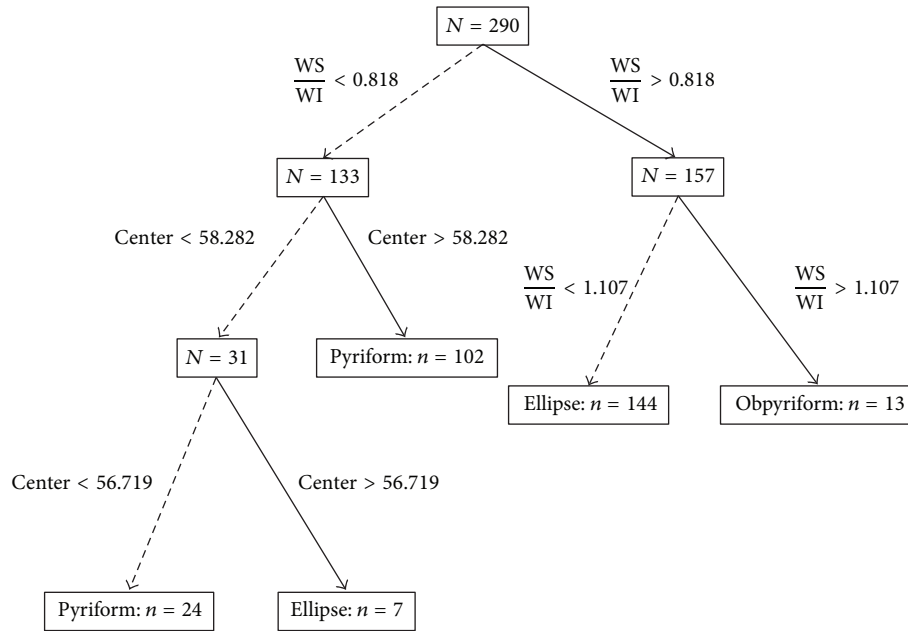 N = 290
WS
WI
< 0.818
WS
WI
> 0.818
N = 133
N = 157
Center < 58.282
Center > 58.282
WS
WI
< 1.107
WS
WI
> 1.107
N = 31
Pyriform: n = 102
Ellipse: n = 144
Obpyriform: n = 13
Center < 56.719
Center > 56.719
Pyriform: n = 24
Ellipse: n = 7